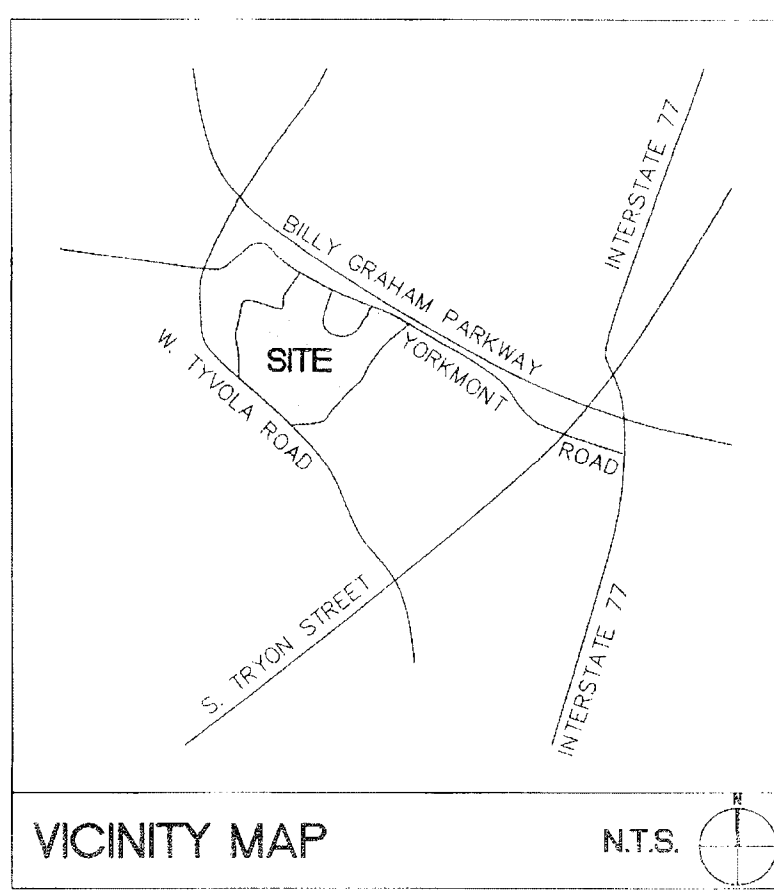 INTERSTATE 77
BILLY GRAHAM PARKWAY
SITE
YORKMONT
ROAD
W. TYVOLA ROAD
S. TRYON STREET
INTERSTATE 77
VICINITY MAP
N.T.S.
N